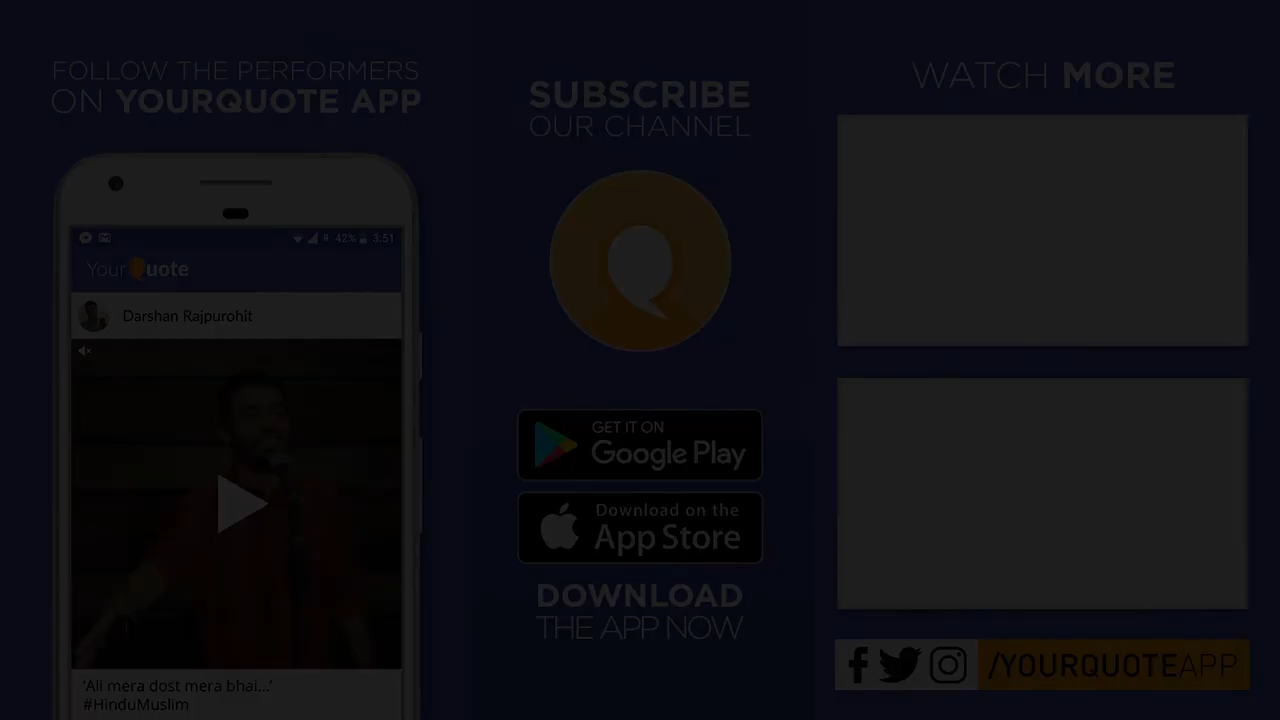 FOLLOW THE PERFORMERS
ON YOURQUOTE APP
42% 3:51
YourQuote
Darshan Rajpurohit
'Ali mera dost mera bhai...'
#HinduMuslim
SUBSCRIBE
OUR CHANNEL
GET IT ON
Google Play
Download on the
App Store
DOWNLOAD
THE APP NOW
WATCH MORE
/YOURQUOTEAPP